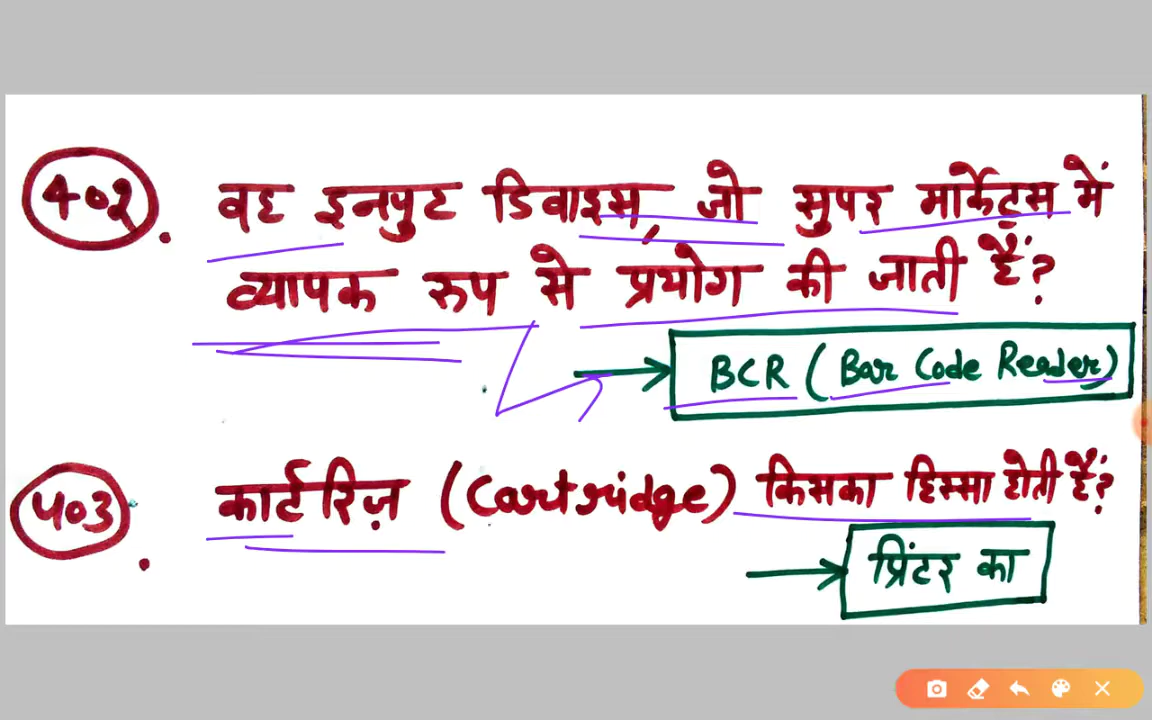 402. वह इनपुट डिवाइस, जो सुपर मार्केट्स में
व्यापक रुप से प्रयोग की जाती हैं?
BCR (Bar Code Reader)
403. कार्टरिज़ (Cartridge) किसका हिस्सा होती हैं?
प्रिंटर का